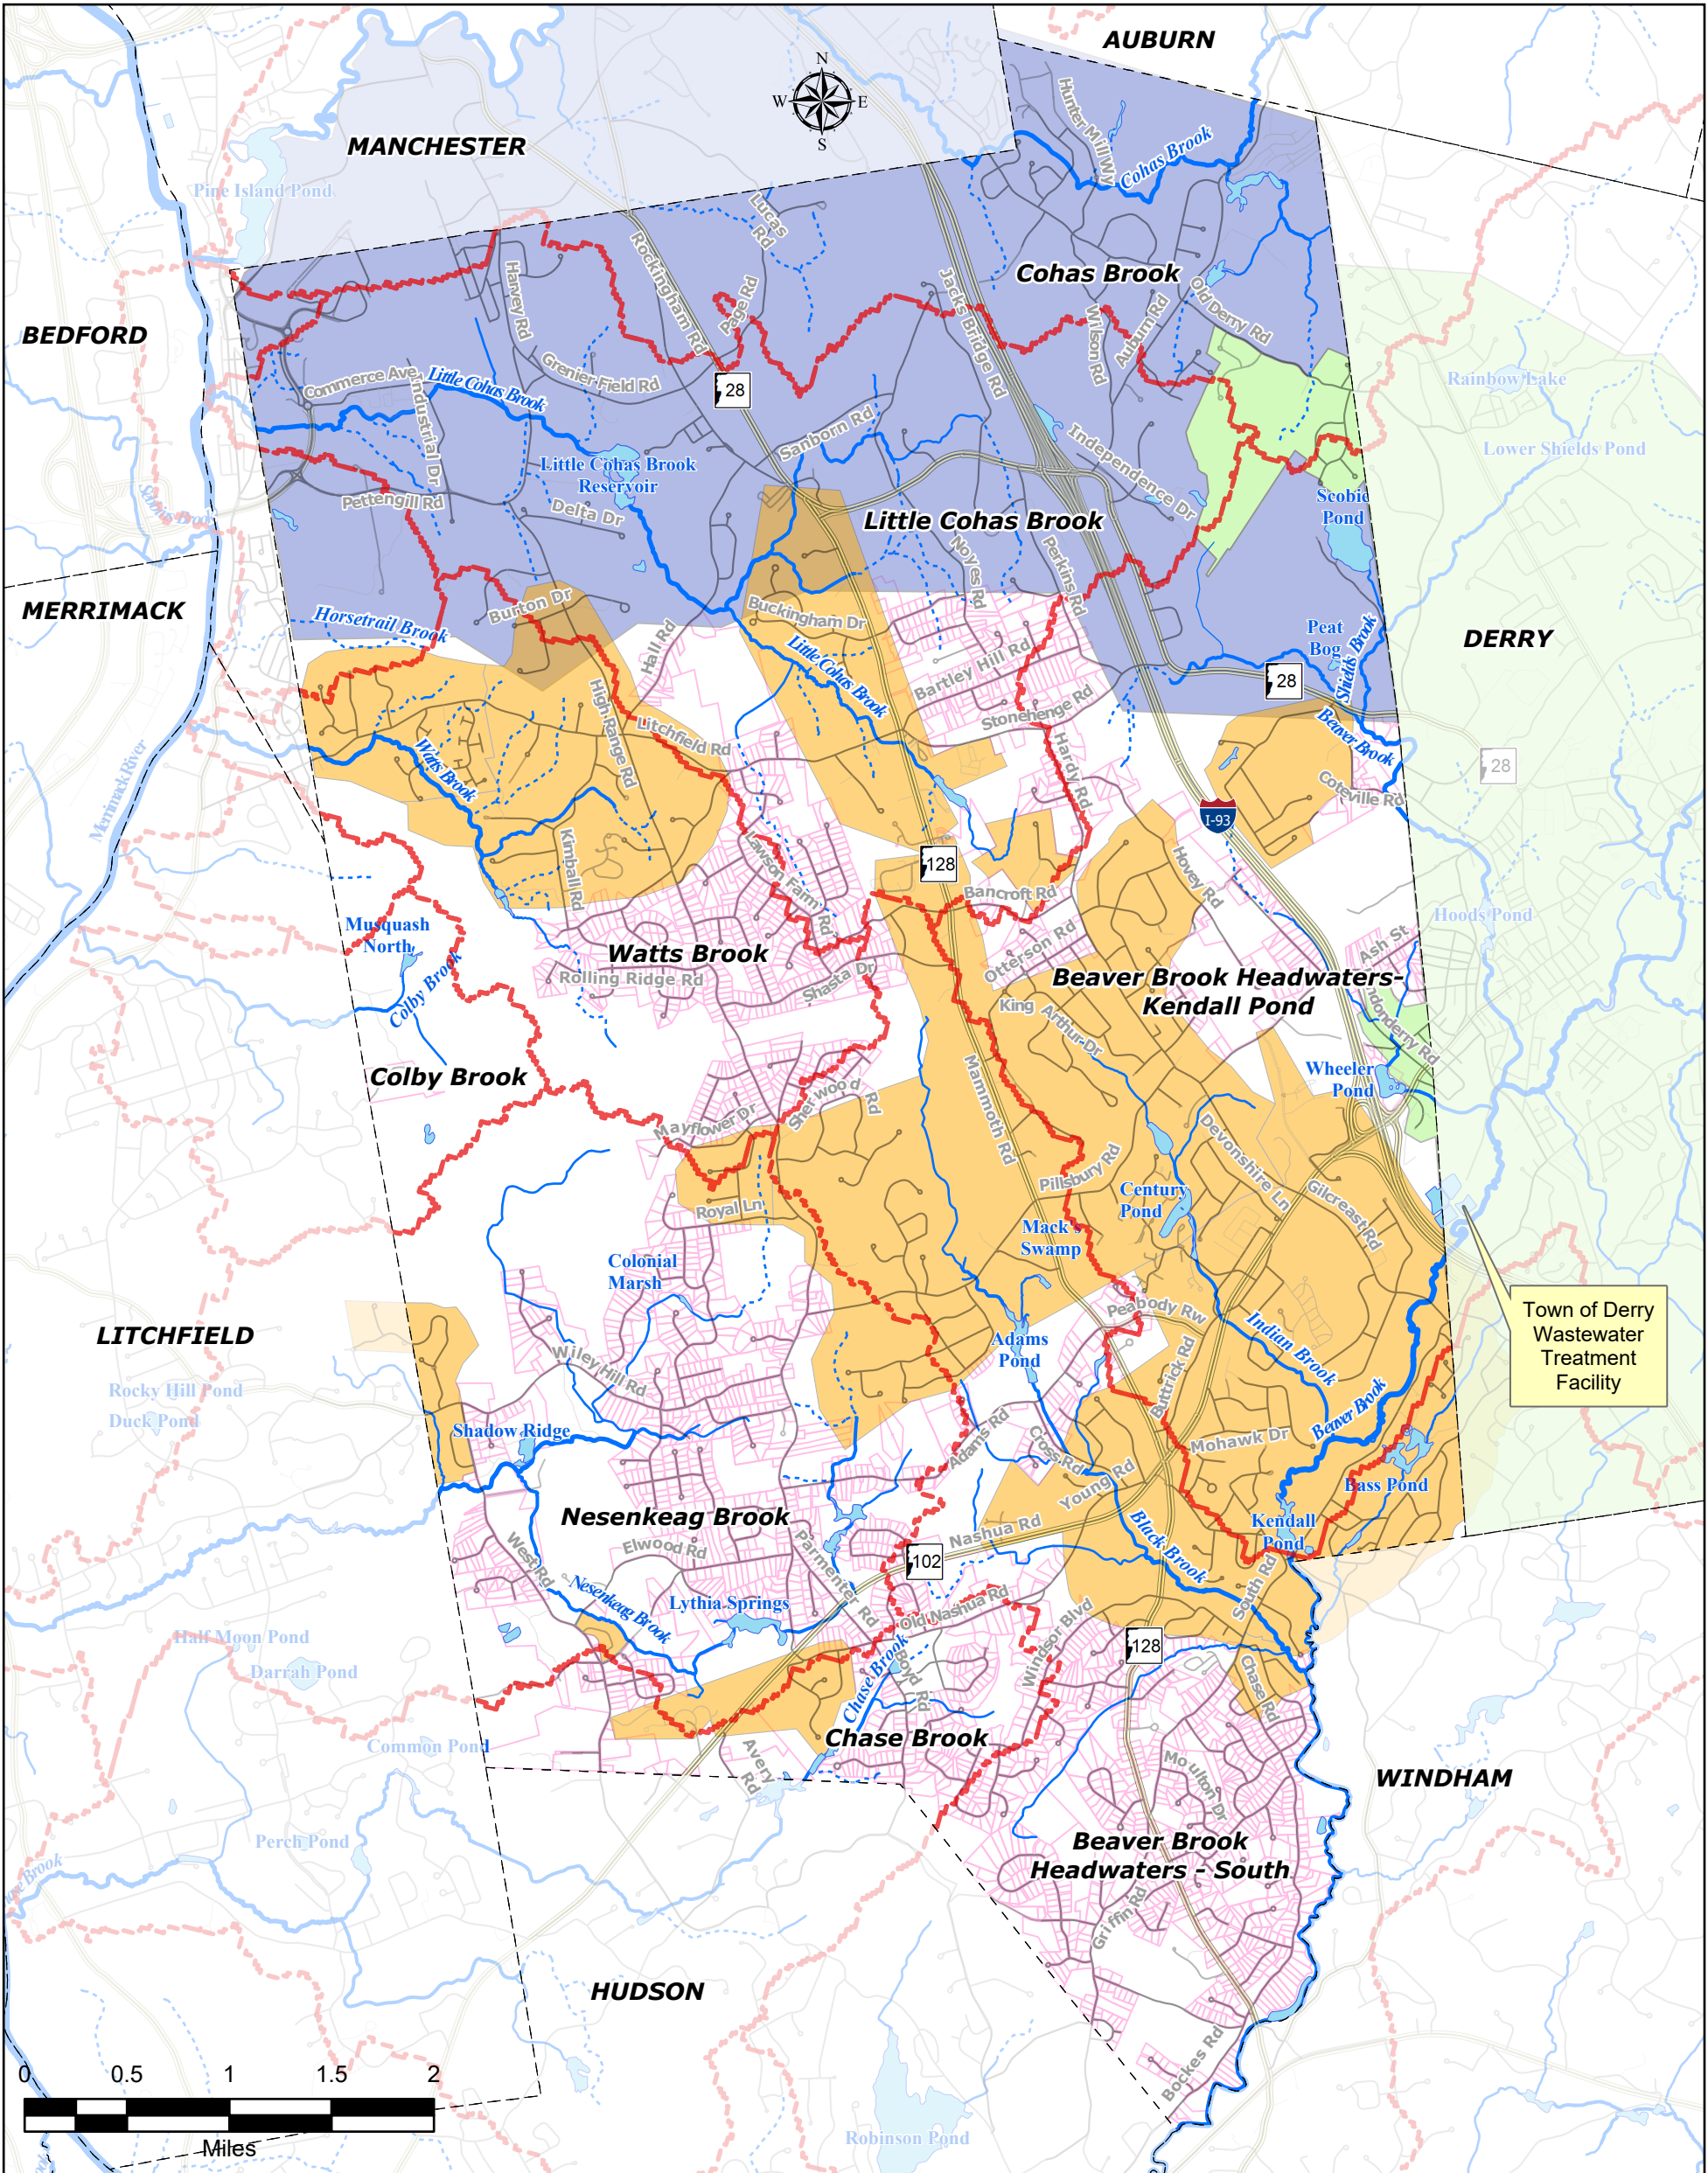 AUBURN
N
W
E
S
MANCHESTER
Hunter Mill Wy
Cohas Brook
Pine Island Pond
Lucas
Rd
Rockingham Rd
Harvey Rd
Page Rd
Jacks Bridge Rd
Cohas Brook
Old Derry Rd
Auburn Rd
Wilson Rd
BEDFORD
Commerce Ave
Industrial Dr
Little Cohas Brook
Grenier Field Rd
28
Rainbow Lake
Sanborn Rd
Independence Dr
Lower Shields Pond
Little Cohas Brook
Reservoir
Pettengill Rd
Delta Dr
Scobie
Pond
Little Cohas Brook
Noyes Rd
Perkins Rd
MERRIMACK
Horsetrail Brook
Burton Dr
Buckingham Dr
Hall Rd
Little Cohas Brook
Bartley Hill Rd
Stonehenge Rd
Peat
Bog
Shields Brook
DERRY
28
Beaver Brook
High Range Rd
Litchfield Rd
Watts Brook
Hardy Rd
28
Coteville Rd
I-93
Merrimack River
Kimball Rd
Lawson Farm Rd
128
Bancroft Rd
Hovey Rd
Hoods Pond
Musquash
North
Colby Brook
Watts Brook
Rolling Ridge Rd
Shasta Dr
Otterson Rd
Ash St
Beaver Brook Headwaters-
Kendall Pond
King
Arthur Dr
ndonderry Rd
Colby Brook
Wheeler
Pond
Mayflower Dr
Sherwood
Rd
Mammoth Rd
Devonshire Ln
Pillsbury Rd
Century
Pond
Gilcreast Rd
Royal Ln
Mack's
Swamp
Colonial
Marsh
Town of Derry
Wastewater
Treatment
Facility
LITCHFIELD
Peabody Rw
Adams
Pond
Indian Brook
Wiley Hill Rd
Buttrick Rd
Rocky Hill Pond
Duck Pond
Beaver Brook
Shadow Ridge
Adams Rd
Cross Rd
Mohawk Dr
Young Rd
Bass Pond
Nesenkeag Brook
Nashua Rd
Kendall
Pond
Black Brook
West Rd
Elwood Rd
Parmenter Rd
102
South Rd
Nesenkeag Brook
Lythia Springs
Old Nashua Rd
Windsor Blvd
Half Moon Pond
Darrah Pond
128
Boyd Rd
Chase Brook
Chase Rd
Common Pond
Chase Brook
Avery
Rd
Moulton Dr
WINDHAM
Perch Pond
Beaver Brook
Headwaters - South
Griffin Rd
HUDSON
Bockes Rd
0
0.5
1
1.5
2
Miles
Robinson Pond